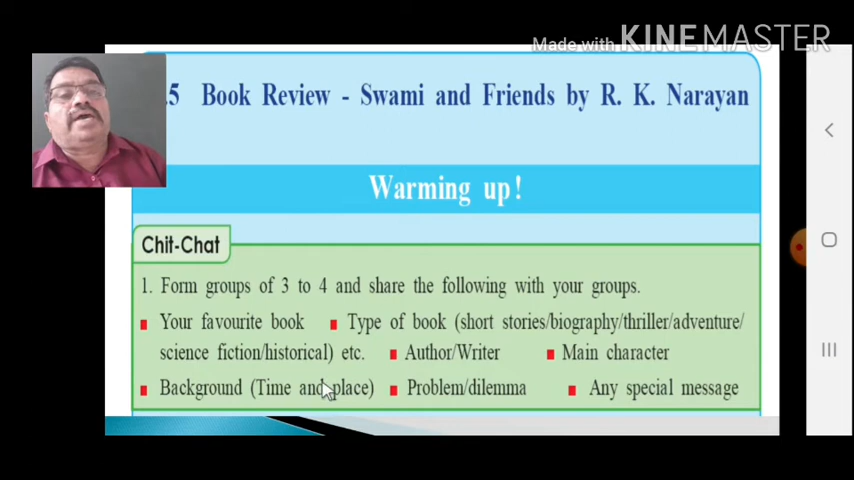 Made with KINEMASTER
.5 Book Review - Swami and Friends by R. K. Narayan
Warming up!
Chit-Chat
1. Form groups of 3 to 4 and share the following with your groups.
Your favourite book Type of book (short stories/biography/thriller/adventure/
science fiction/historical) etc. Author/Writer Main character
Background (Time and place) Problem/dilemma Any special message